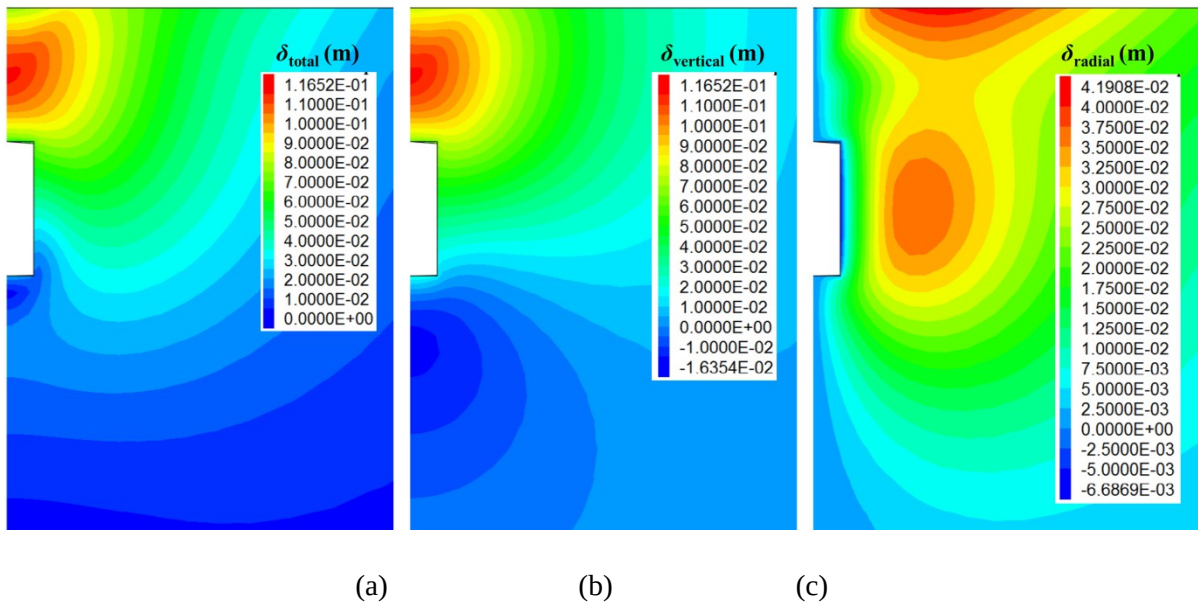 δtotal (m)
1.1652E-01
1.1000E-01
1.0000E-01
9.0000E-02
8.0000E-02
7.0000E-02
6.0000E-02
5.0000E-02
4.0000E-02
3.0000E-02
2.0000E-02
1.0000E-02
0.0000E+00
δvertical (m)
1.1652E-01
1.1000E-01
1.0000E-01
9.0000E-02
8.0000E-02
7.0000E-02
6.0000E-02
5.0000E-02
4.0000E-02
3.0000E-02
2.0000E-02
1.0000E-02
0.0000E+00
-1.0000E-02
-1.6354E-02
δradial (m)
4.1908E-02
4.0000E-02
3.7500E-02
3.5000E-02
3.2500E-02
3.0000E-02
2.7500E-02
2.5000E-02
2.2500E-02
2.0000E-02
1.7500E-02
1.5000E-02
1.2500E-02
1.0000E-02
7.5000E-03
5.0000E-03
2.5000E-03
0.0000E+00
-2.5000E-03
-5.0000E-03
-6.6869E-03
(a) (b) (c)